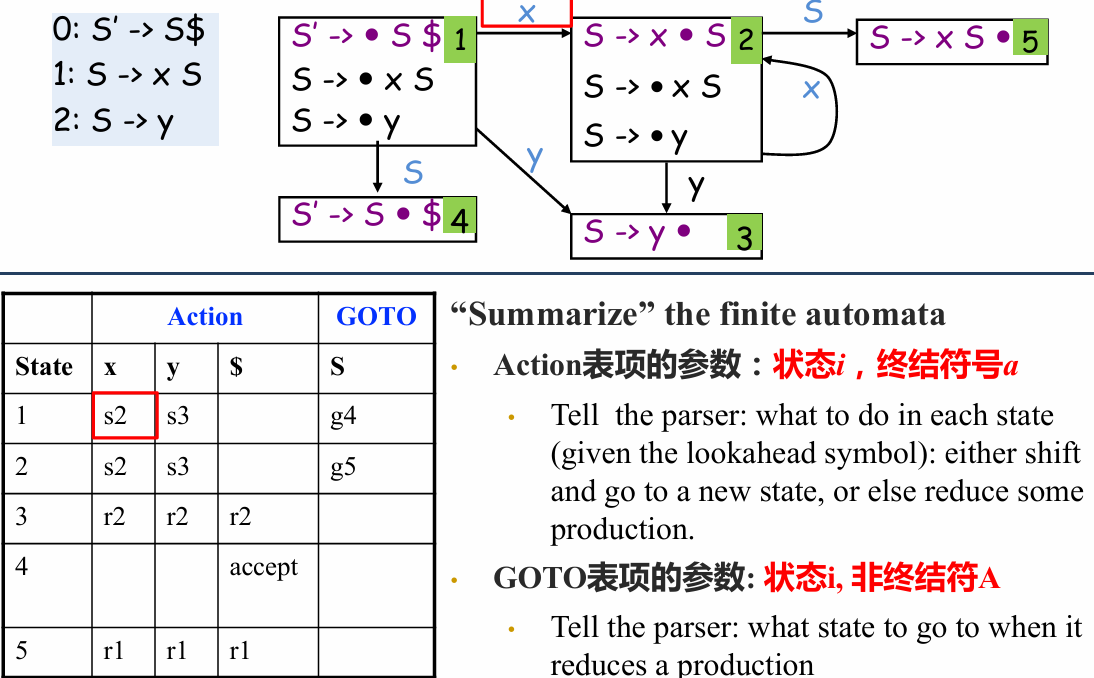 0: S' -> S$
1: S -> x S
2: S -> y
S' -> • S $ 1
S -> • x S
S -> • y
x
S -> x • S 2
S -> • x S
S -> • y
S
S -> x S • 5
x
y
S
y
S' -> S • $ 4
S -> y • 3
Action GOTO
State x y $ S
1 s2 s3 g4
2 s2 s3 g5
3 r2 r2 r2
4 accept
5 r1 r1 r1
“Summarize” the finite automata
• Action表项的参数：状态i，终结符号a
• Tell the parser: what to do in each state
(given the lookahead symbol): either shift
and go to a new state, or else reduce some
production.
• GOTO表项的参数: 状态i, 非终结符A
• Tell the parser: what state to go to when it
reduces a production